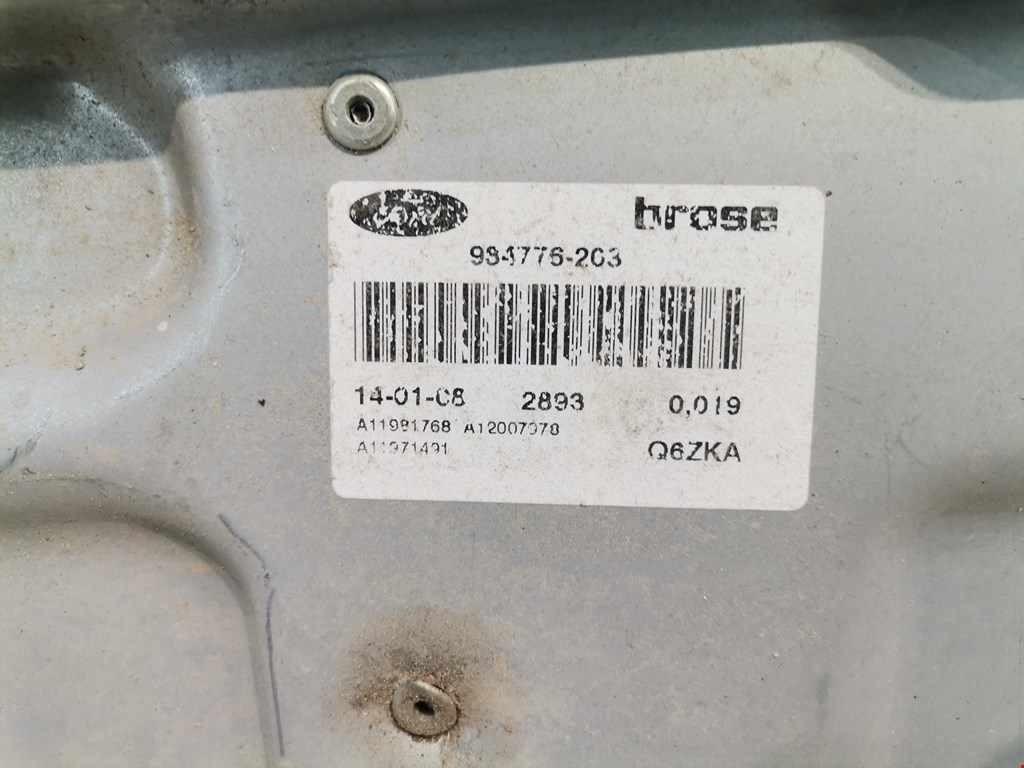 brose
984776-203
14-01-08 2893 0,019
A11981768 A12007978
A11971491
Q6ZKA